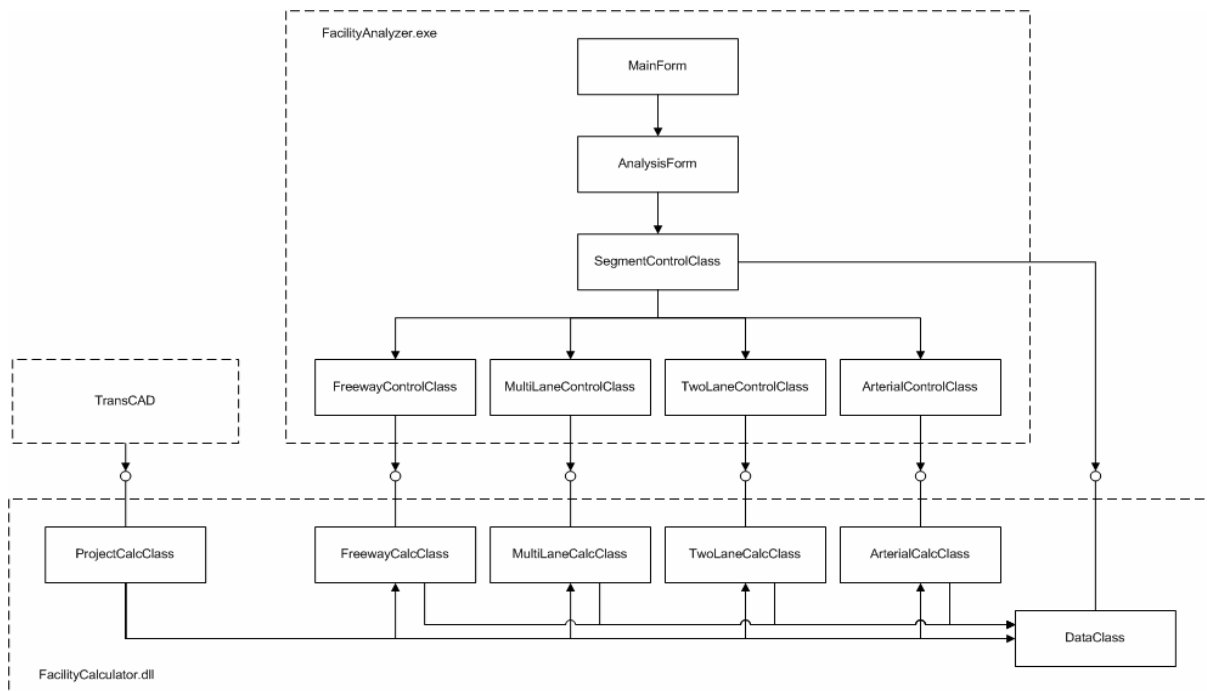 FacilityAnalyzer.exe
MainForm
AnalysisForm
SegmentControlClass
FreewayControlClass
MultiLaneControlClass
TwoLaneControlClass
ArterialControlClass
TransCAD
ProjectCalcClass
FreewayCalcClass
MultiLaneCalcClass
TwoLaneCalcClass
ArterialCalcClass
DataClass
FacilityCalculator.dll